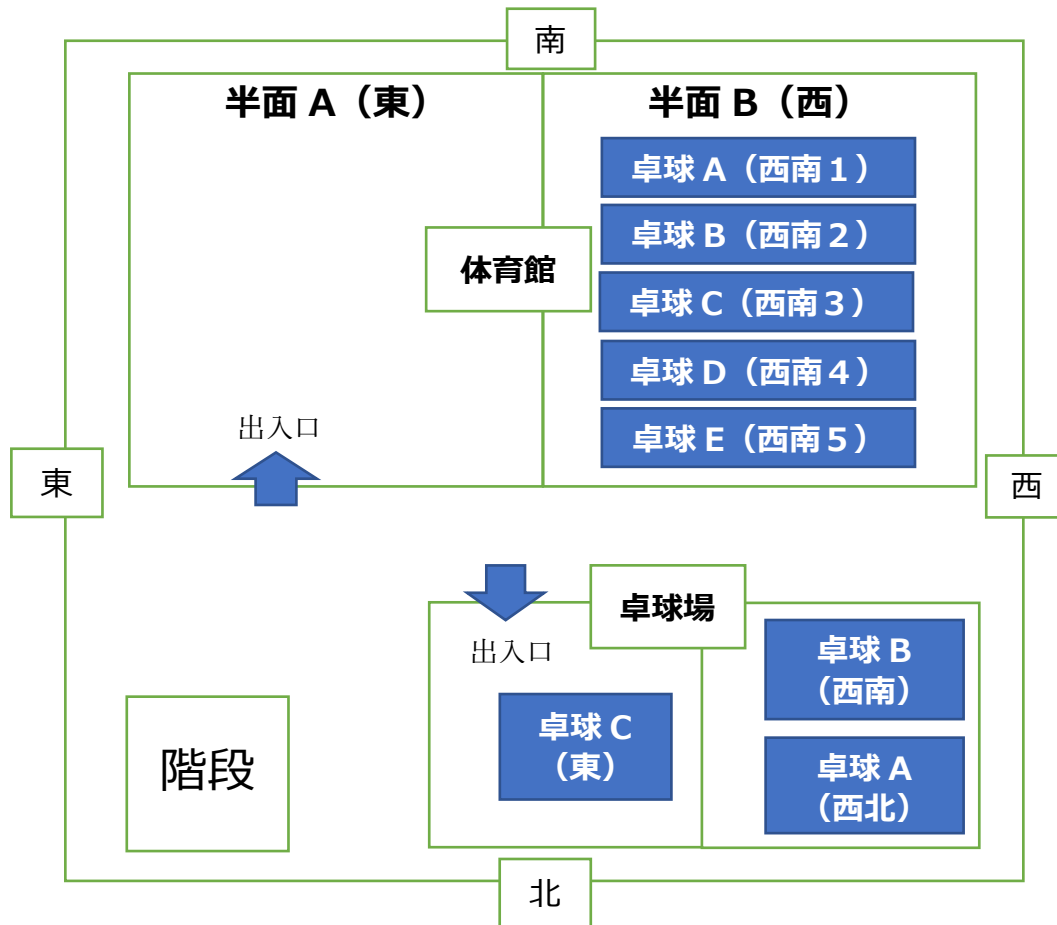 南
半面 A（東）
半面 B（西）
卓球 A（西南１）
卓球 B（西南２）
体育館
卓球 C（西南３）
卓球 D（西南４）
出入口
卓球 E（西南５）
東
西
卓球場
出入口
卓球 B
（西南）
卓球 C
（東）
階段
卓球 A
（西北）
北